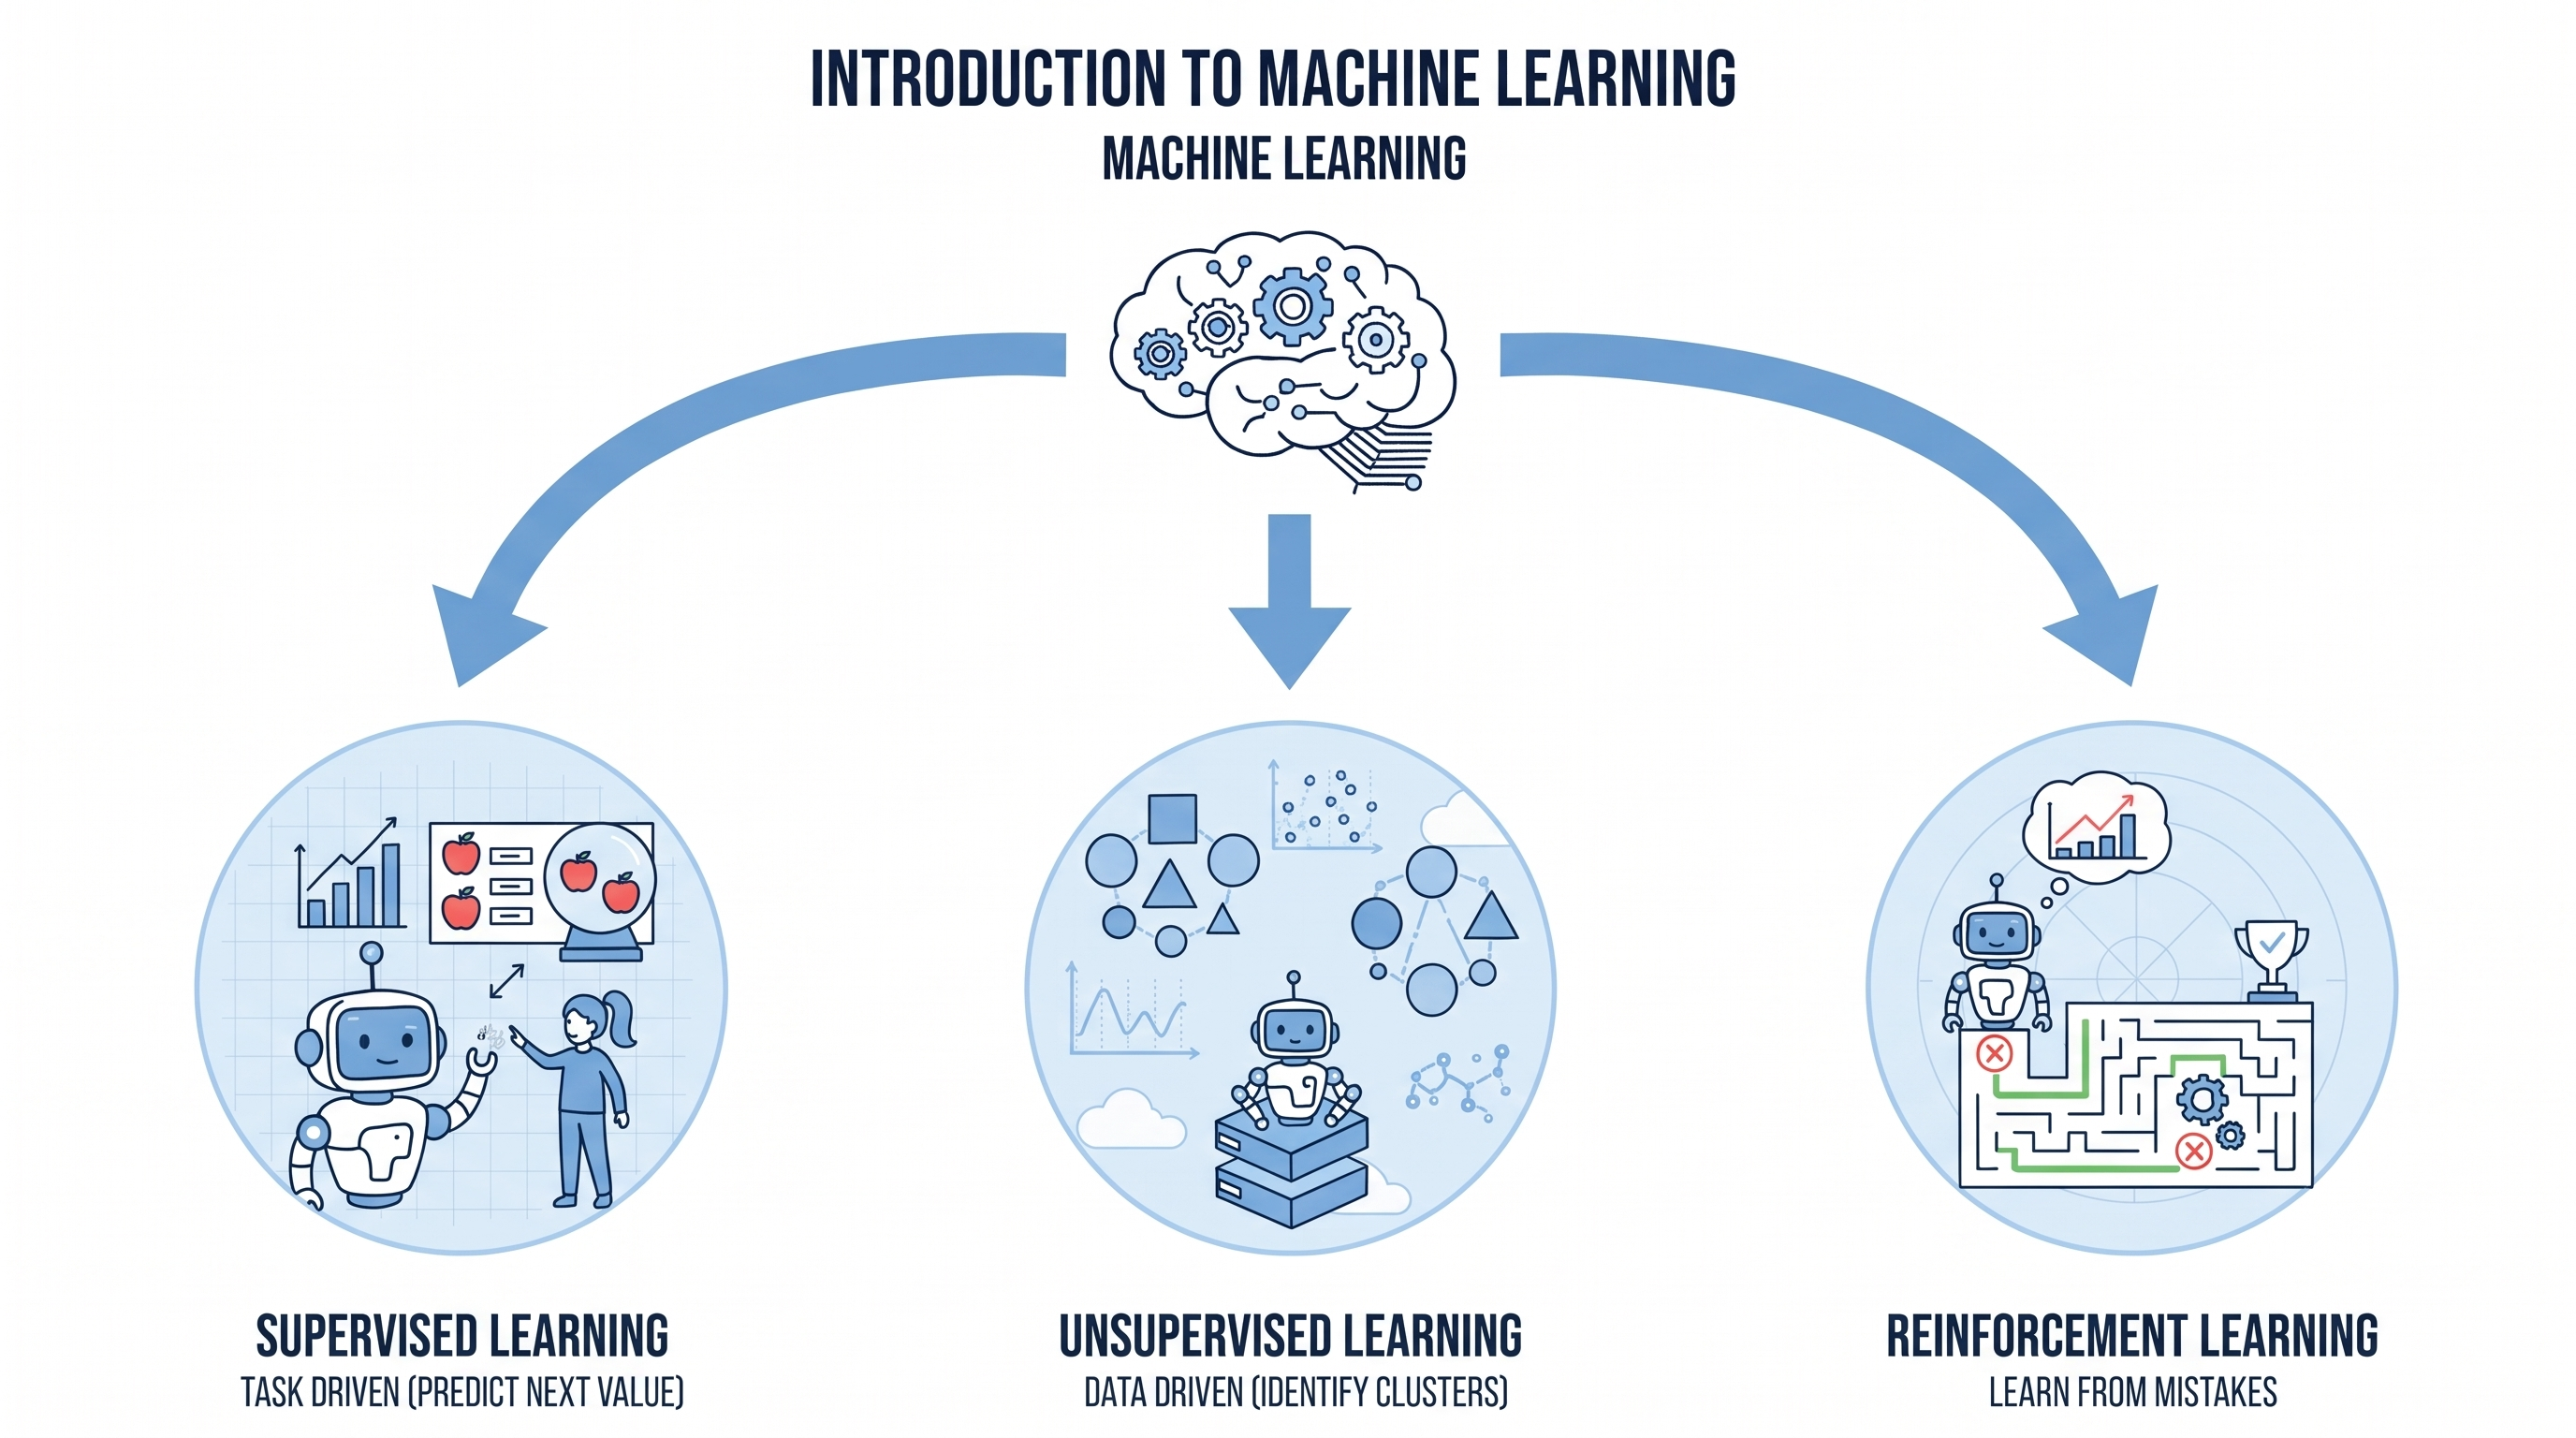 INTRODUCTION TO MACHINE LEARNING
MACHINE LEARNING
SUPERVISED LEARNING
TASK DRIVEN (PREDICT NEXT VALUE)
UNSUPERVISED LEARNING
DATA DRIVEN (IDENTIFY CLUSTERS)
REINFORCEMENT LEARNING
LEARN FROM MISTAKES